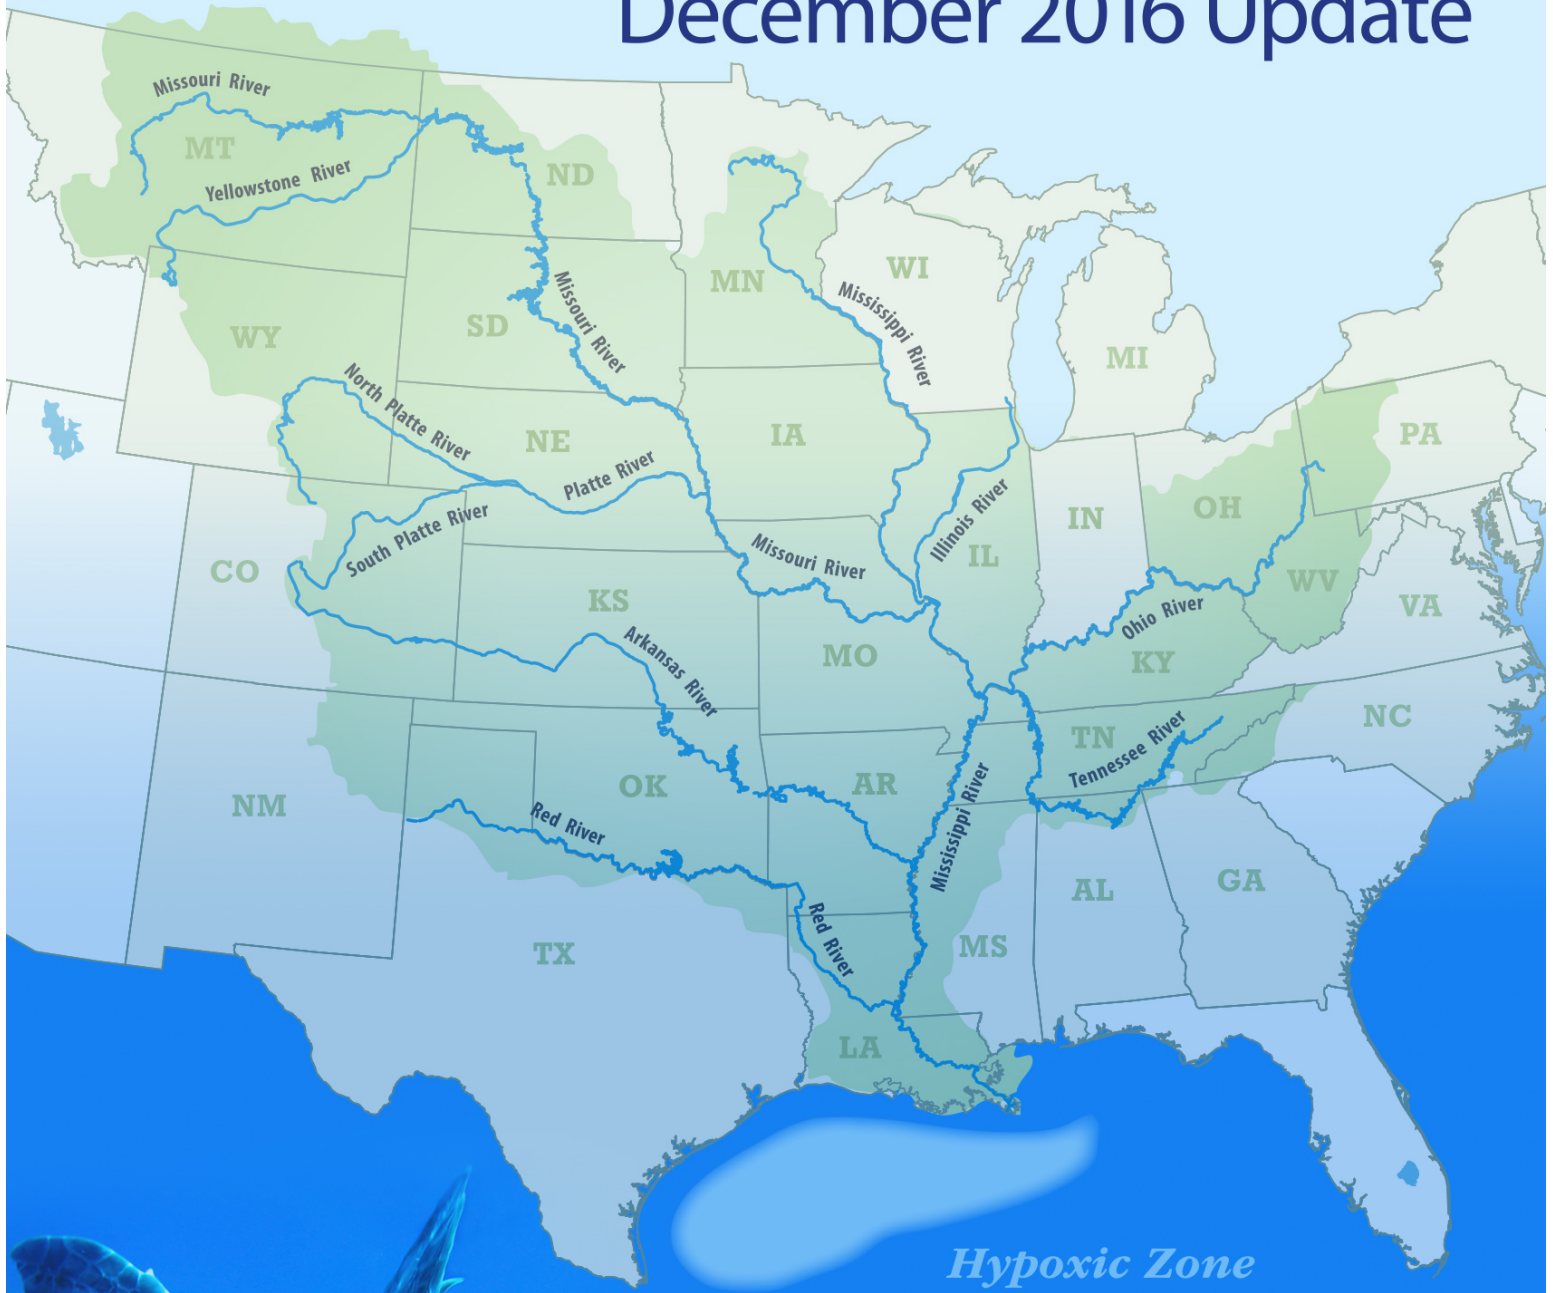 December 2016 Update
Missouri River
MT
Yellowstone River
ND
WI
MN
Mississippi River
WY
SD
Missouri River
MI
North Platte River
NE
Platte River
IA
PA
South Platte River
Illinois River
IN
OH
CO
Missouri River
IL
WV
KS
Ohio River
VA
Arkansas River
MO
KY
NC
NM
OK
AR
TN
Tennessee River
Red River
Mississippi River
AL
GA
TX
Red River
MS
LA
Hypoxic Zone